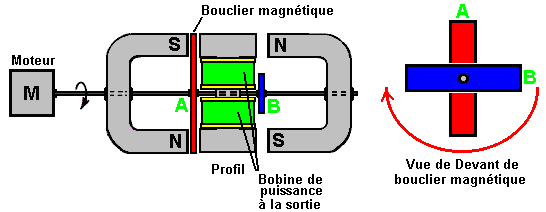 Bouclier magnétique
Moteur
M
S
N
A
B
N
S
Profil
Bobine de
puissance
à la sortie
A
B
Vue de Devant de
bouclier magnétique